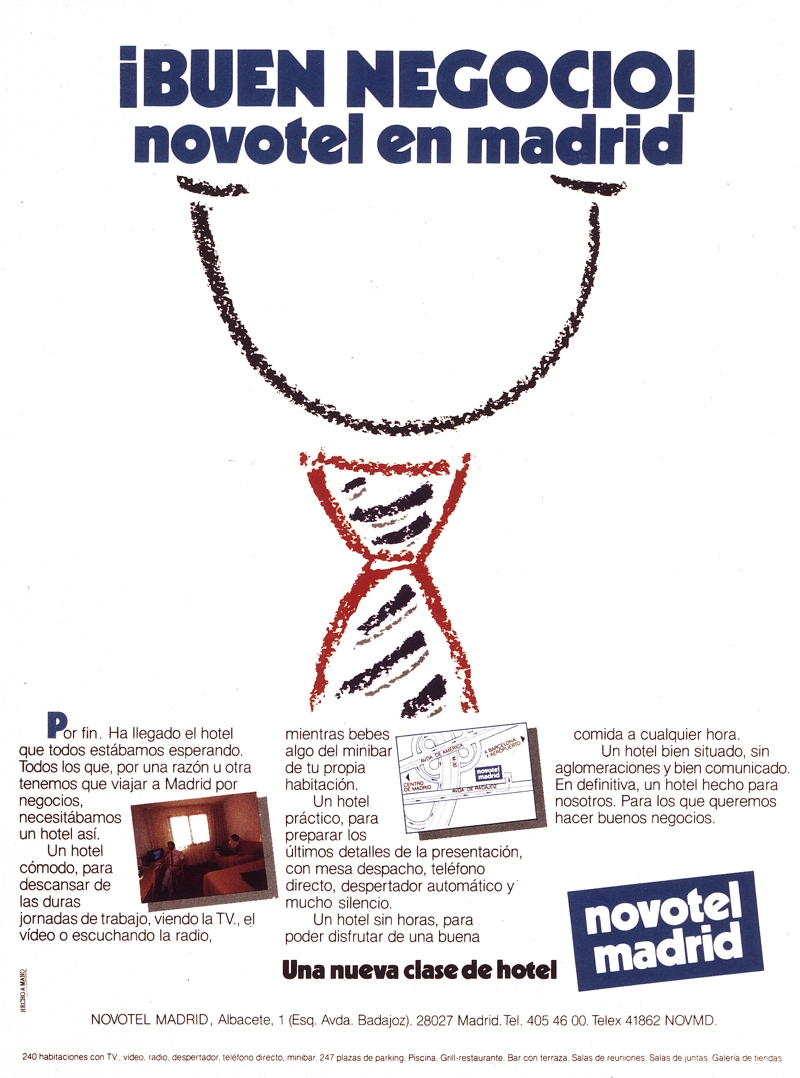 ¡BUEN NEGOCIO!
novotel en madrid
Por fin. Ha llegado el hotel
que todos estábamos esperando.
Todos los que, por una razón u otra
tenemos que viajar a Madrid por
negocios,
necesitábamos
un hotel así.
Un hotel
cómodo, para
descansar de
las duras
jornadas de trabajo, viendo la TV., el
vídeo o escuchando la radio,
mientras bebes
algo del minibar
de tu propia
habitación.
Un hotel
práctico, para
preparar los
últimos detalles de la presentación,
con mesa despacho, teléfono
directo, despertador automático y
mucho silencio.
Un hotel sin horas, para
poder disfrutar de una buena
AVDA. DE AMÉRICA
A BARCELONA
Y AEROPUERTO
M 30
CENTRO
DE MADRID
novotel
madrid
AVDA. DE BADAJOZ
comida a cualquier hora.
Un hotel bien situado, sin
aglomeraciones y bien comunicado.
En definitiva, un hotel hecho para
nosotros. Para los que queremos
hacer buenos negocios.
novotel
madrid
Una nueva clase de hotel
HECHO A MANO
NOVOTEL MADRID, Albacete, 1 (Esq. Avda. Badajoz). 28027 Madrid. Tel. 405 46 00. Telex 41862 NOVMD.
240 habitaciones con TV., video, radio, despertador, teléfono directo, minibar. 247 plazas de parking. Piscina. Grill-restaurante. Bar con terraza. Salas de reuniones. Salas de juntas. Galería de tiendas